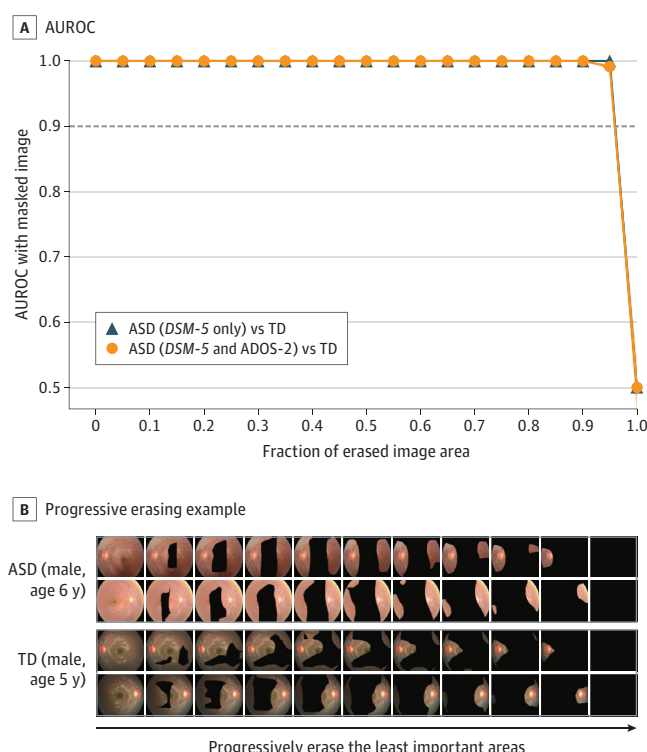 A AUROC
1.0
0.9
0.8
0.7
0.6
0.5
AUROC with masked image
ASD (DSM-5 only) vs TD
ASD (DSM-5 and ADOS-2) vs TD
0 0.1 0.2 0.3 0.4 0.5 0.6 0.7 0.8 0.9 1.0
Fraction of erased image area
B Progressive erasing example
ASD (male,
age 6 y)
TD (male,
age 5 y)
Progressively erase the least important areas